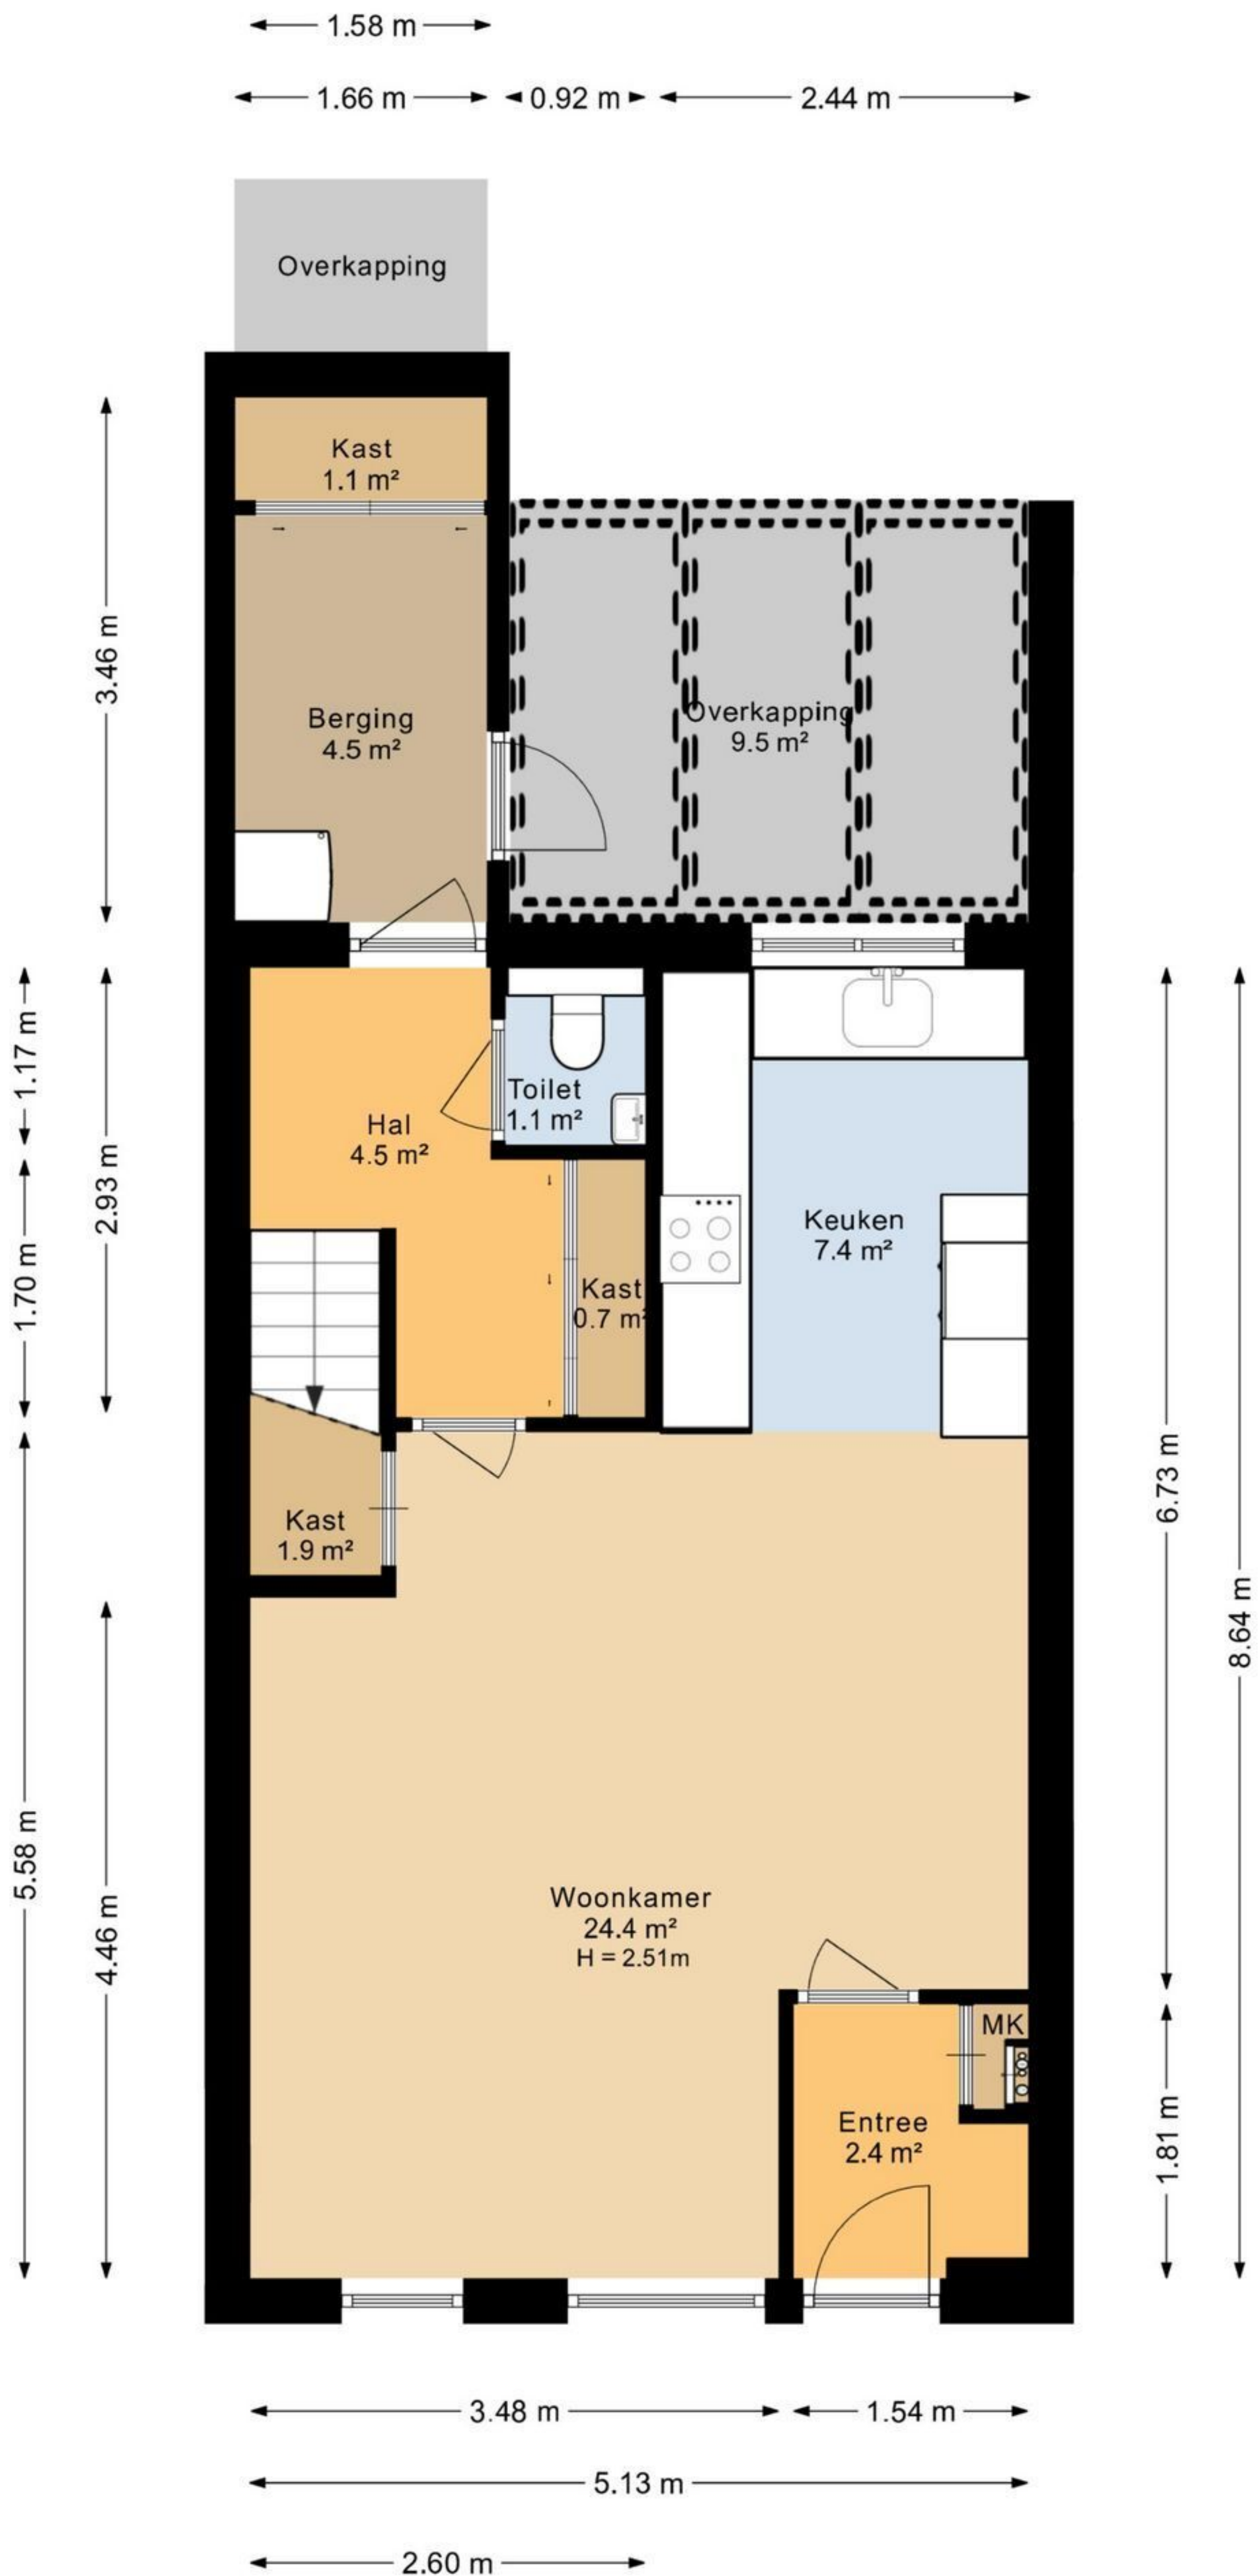 1.58 m
1.66 m
0.92 m
2.44 m
Overkapping
Kast
1.1 m²
3.46 m
Berging
4.5 m²
Overkapping
9.5 m²
1.17 m
Toilet
1.1 m²
Hal
4.5 m²
2.93 m
Keuken
7.4 m²
1.70 m
Kast
0.7 m²
6.73 m
Kast
1.9 m²
8.64 m
5.58 m
4.46 m
Woonkamer
24.4 m²
H = 2.51m
MK
Entree
2.4 m²
1.81 m
3.48 m
1.54 m
5.13 m
2.60 m